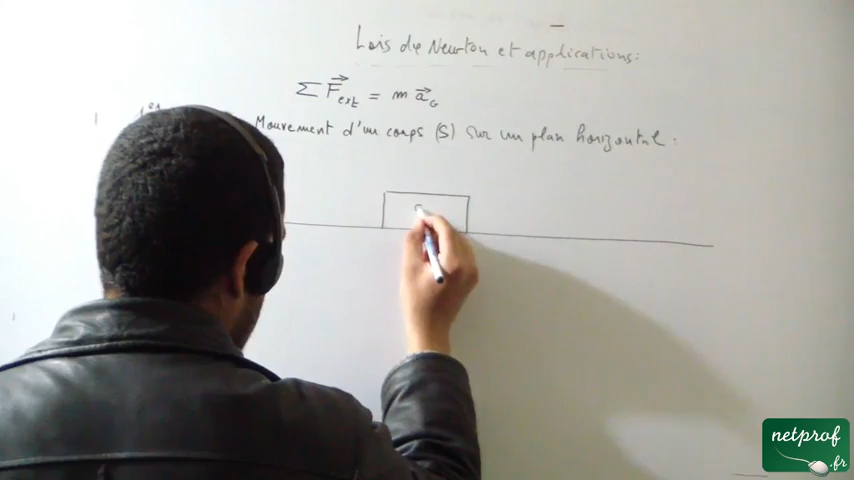 Lois de Newton et applications:
∑ F⃗ext = m a⃗G
1er
Mouvement d'un corps (S) sur un plan horizontal :
netprof
.fr